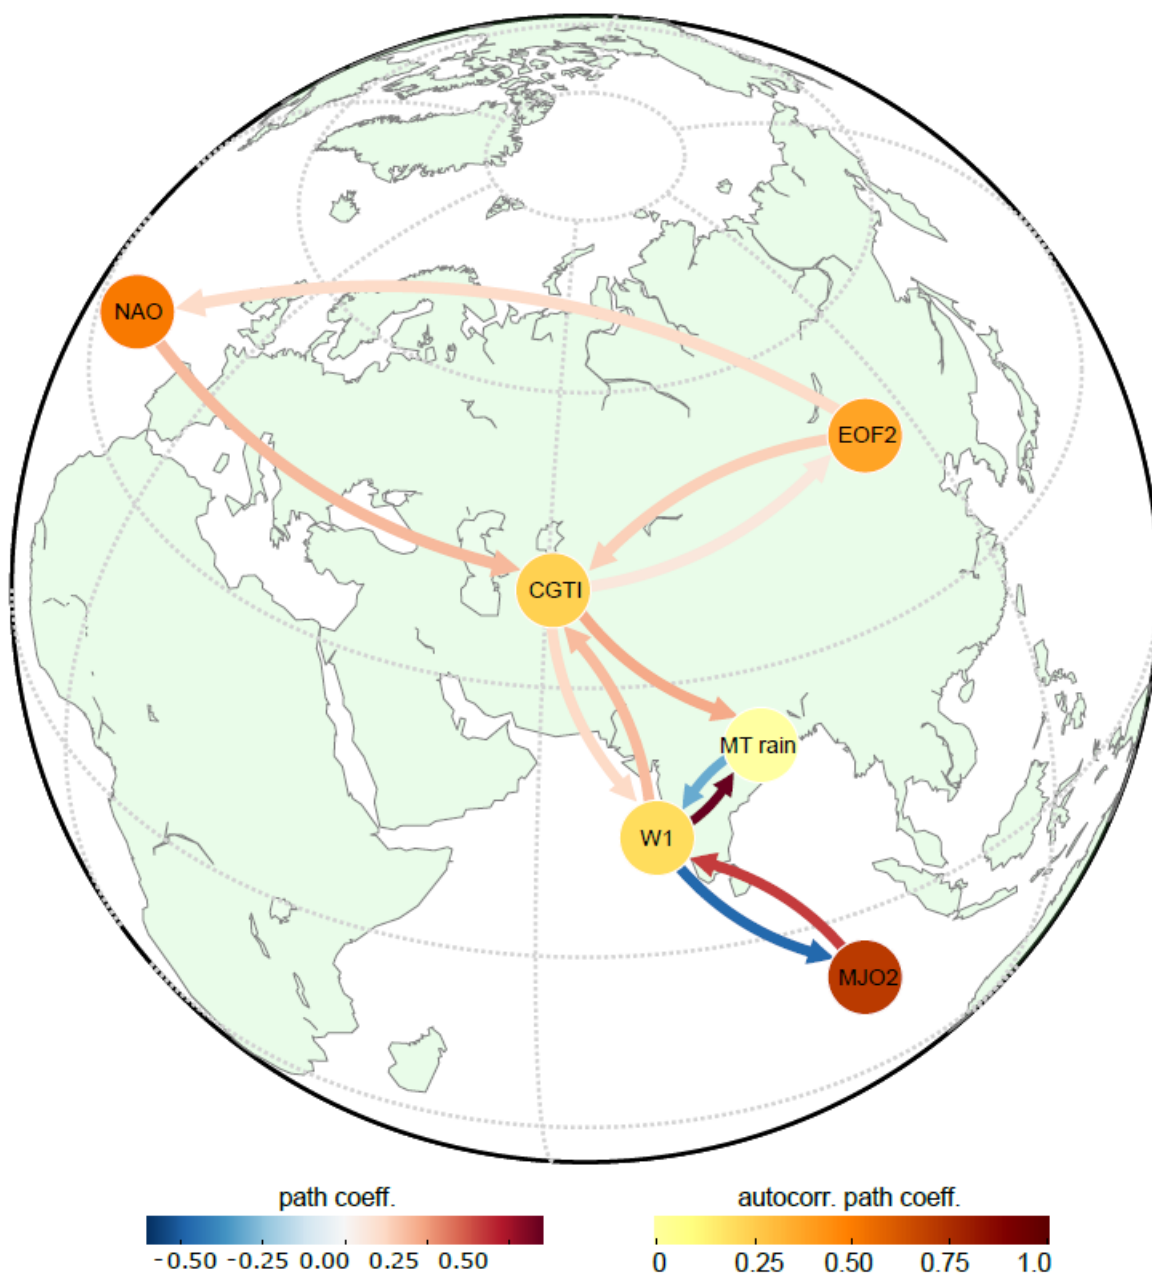 NAO
EOF2
CGTI
MT rain
W1
MJO2
path coeff.
autocorr. path coeff.
-0.50 -0.25 0.00 0.25 0.50
0 0.25 0.50 0.75 1.0